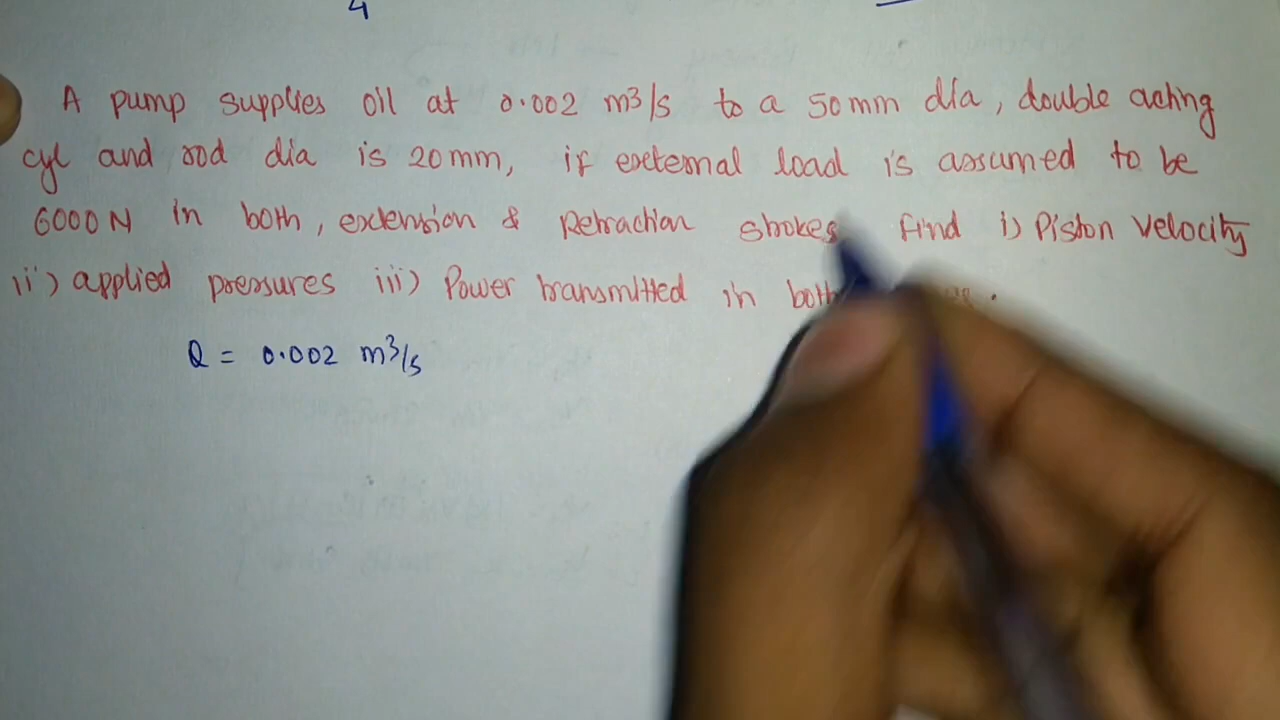 4
A pump supplies oil at 0.002 m³/s to a 50mm dia, double acting
cyl and rod dia is 20mm, if external load is assumed to be
6000N in both, extension & Retraction strokes find i) Piston velocity
ii) applied pressures iii) Power transmitted in both
Q = 0.002 m³/s